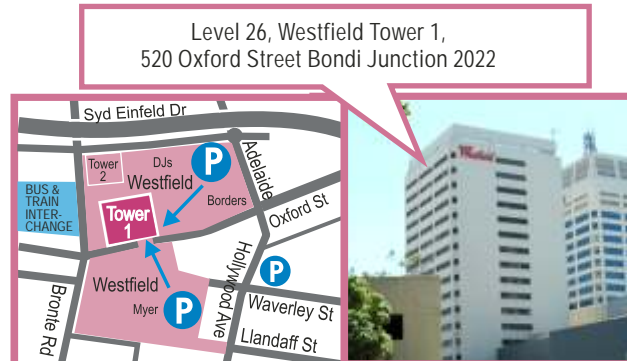 Level 26, Westfield Tower 1,
520 Oxford Street Bondi Junction 2022
Syd Einfeld Dr
Tower
2
DJs
Westfield
P
Adelaide
BUS &
TRAIN
INTER-
CHANGE
Tower
1
Borders
Oxford St
Hollywood Ave
P
Westfield
Myer
P
Waverley St
Bronte Rd
Llandaff St
Westfield